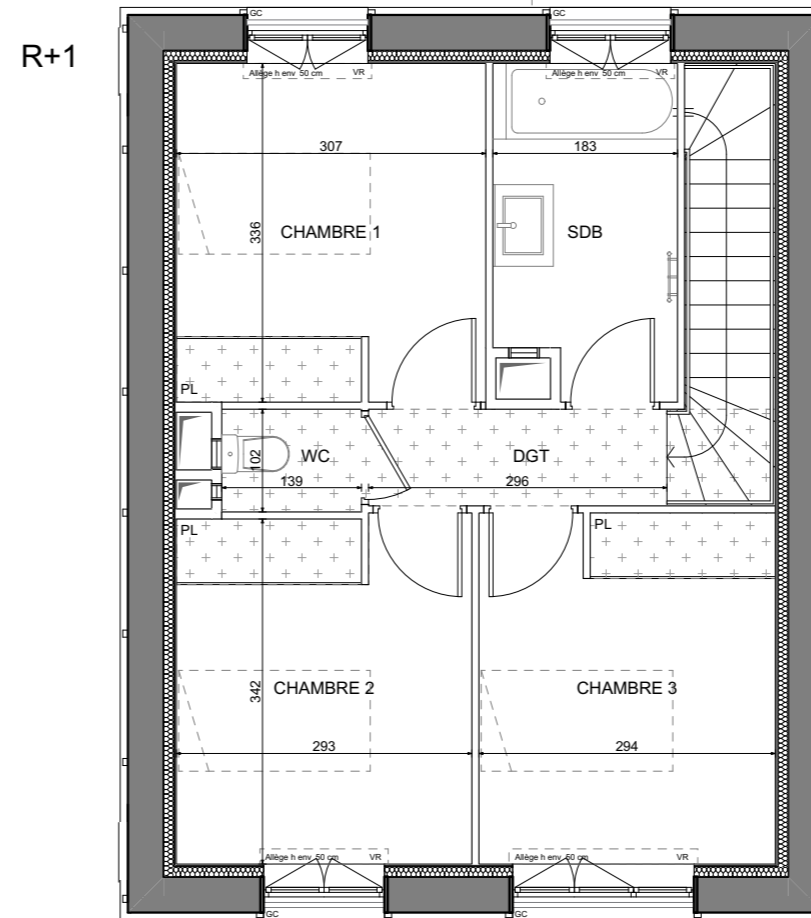 R+1
GC
GC
Allège h env 50 cm
VR
Allège h env 50 cm
VR
307
183
336
CHAMBRE 1
SDB
PL
WC
DGT
102
139
296
PL
PL
342
CHAMBRE 2
CHAMBRE 3
293
294
Allège h env 50 cm
VR
Allège h env 50 cm
VR
GC
GC